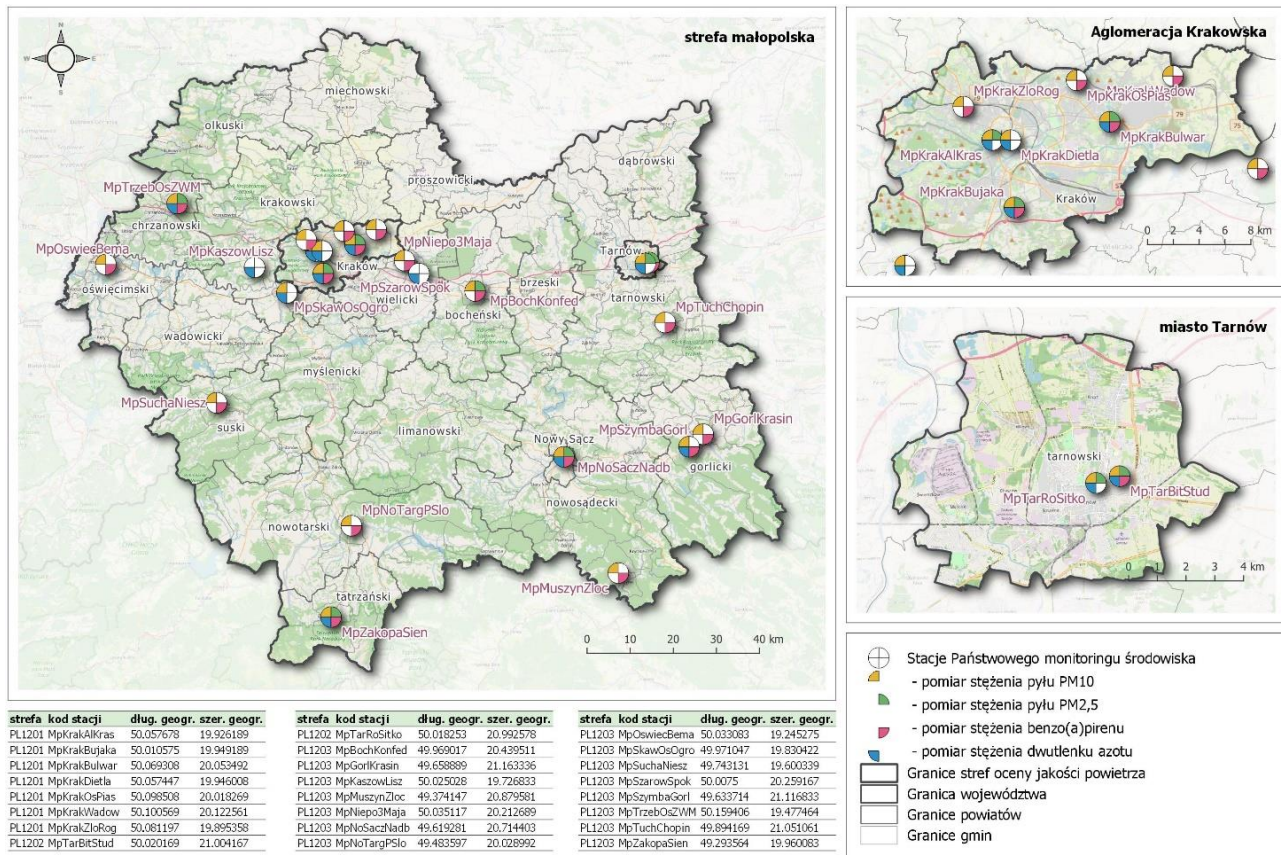 strefa małopolska
N
W
E
S
miechowski
olkuski
dąbrowski
proszowicki
MpTrzebOsZWM
krakowski
chrzanowski
MpOswiecBema
MpKaszowLisz
MpNiepo3Maja
Kraków
Tarnów
brzeski
oświęcimski
MpSzarowSpok
tarnowski
MpSkawOsOgro
wielicki
MpBochKonfed
MpTuchChopin
bocheński
wadowicki
myślenicki
MpSuchaNiesz
MpGorlKrasin
suski
limanowski
MpSzymbaGorl
Nowy Sącz
MpNoSaczNadb
gorlicki
nowosądecki
MpNoTargPSlo
nowotarski
MpMuszynZloc
tatrzański
MpZakopaSien
0 10 20 30 40 km
Aglomeracja Krakowska
MpKrakZloRog
MpKrakOsPias
MpKrakWadow
79
75
MpKrakBulwar
MpKrakAlKras
MpKrakDietla
MpKrakBujaka
Kraków
0 2 4 6 8 km
miasto Tarnów
tarnowski
MpTarRoSitko
MpTarBitStud
0 1 2 3 4 km
Stacje Państwowego monitringu środowiska
- pomiar stężenia pyłu PM10
- pomiar stężenia pyłu PM2,5
- pomiar stężenia benzo(a)pirenu
- pomiar stężenia dwutlenku azotu
Granice stref oceny jakości powietrza
Granica województwa
Granice powiatów
Granice gmin
strefa kod stacji dług. geogr. szer. geogr.
PL1201 MpKrakAlKras 50.057678 19.926189
PL1201 MpKrakBujaka 50.010575 19.949189
PL1201 MpKrakBulwar 50.069308 20.053492
PL1201 MpKrakDietla 50.057447 19.946008
PL1201 MpKrakOsPias 50.098508 20.018269
PL1201 MpKrakWadow 50.100569 20.122561
PL1201 MpKrakZloRog 50.081197 19.895358
PL1202 MpTarBitStud 50.020169 21.004167
strefa kod stacji dług. geogr. szer. geogr.
PL1202 MpTarRoSitko 50.018253 20.992578
PL1203 MpBochKonfed 49.969017 20.439511
PL1203 MpGorlKrasin 49.658889 21.163336
PL1203 MpKaszowLisz 50.025028 19.726833
PL1203 MpMuszynZloc 49.374147 20.879581
PL1203 MpNiepo3Maja 50.035117 20.212689
PL1203 MpNoSaczNadb 49.619281 20.714403
PL1203 MpNoTargPSlo 49.483597 20.028992
strefa kod stacji dług. geogr. szer. geogr.
PL1203 MpOswiecBema 50.033083 19.245275
PL1203 MpSkawOsOgro 49.971047 19.830422
PL1203 MpSuchaNiesz 49.743131 19.600339
PL1203 MpSzarowSpok 50.0075 20.259167
PL1203 MpSzymbaGorl 49.633714 21.116833
PL1203 MpTrzebOsZWM 50.159406 19.477464
PL1203 MpTuchChopin 49.894169 21.051061
PL1203 MpZakopaSien 49.293564 19.960083